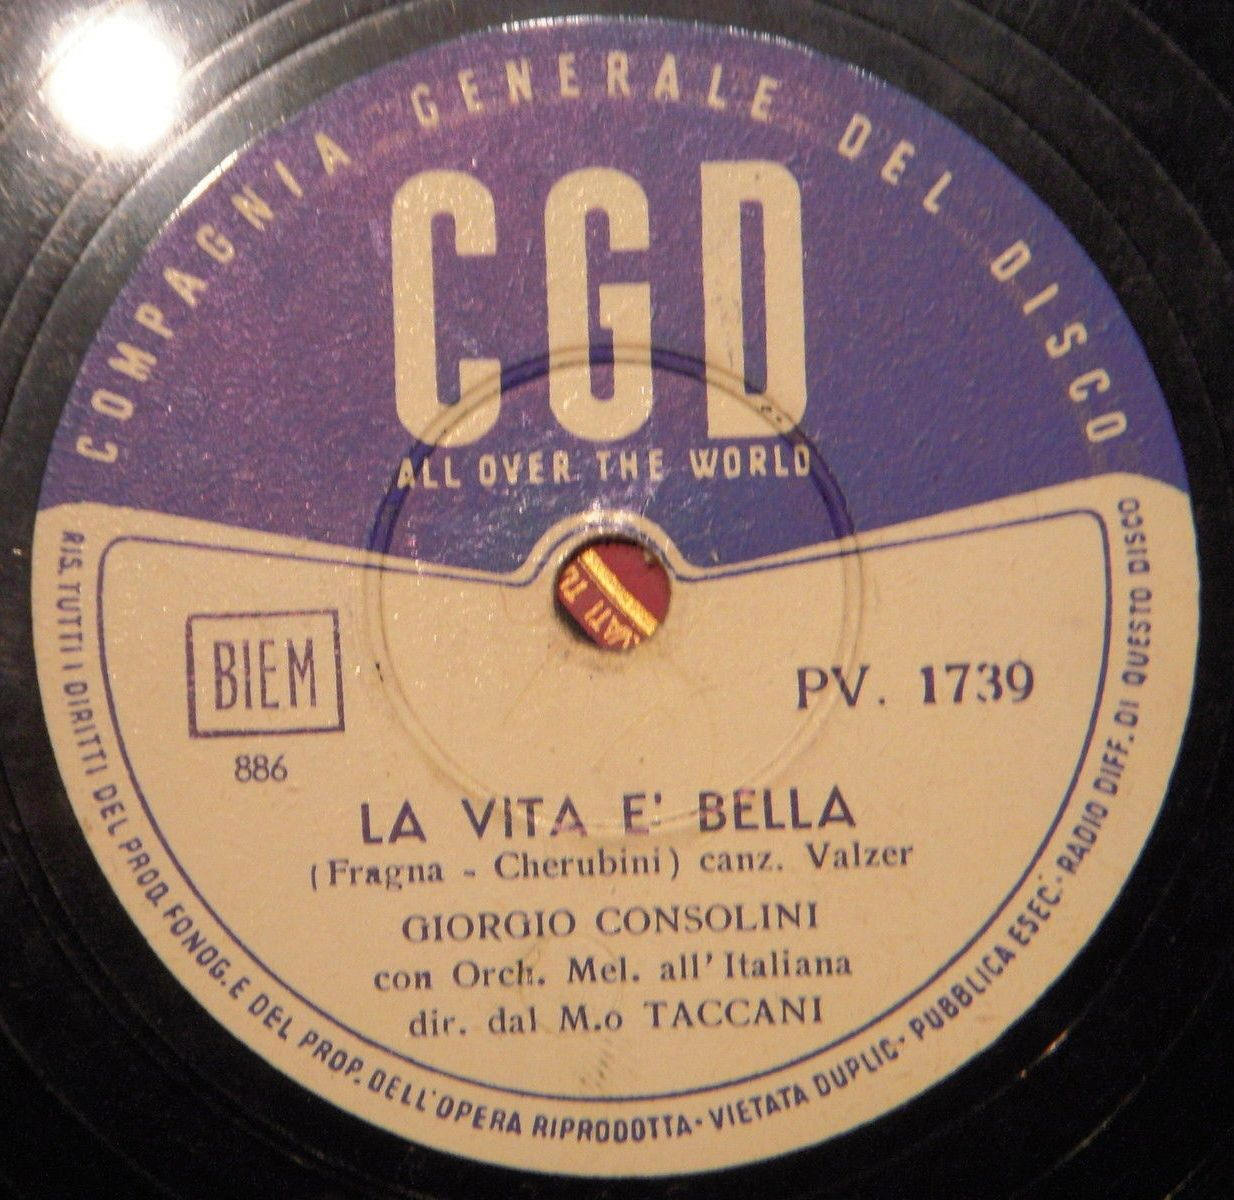 COMPAGNIA GENERALE DEL DISCO
CGD
ALL OVER THE WORLD
BIEM
886
PV. 1739
LA VITA E' BELLA
(Fragna - Cherubini) canz. Valzer
GIORGIO CONSOLINI
con Orch. Mel. all' Italiana
dir. dal M.o TACCANI
RIS. TUTTI I DIRITTI DEL PROD. FONOG. E DEL PROP. DELL'OPERA RIPRODOTTA - VIETATA DUPLIC - PUBBLICA ESEC. - RADIO DIFF. DI QUESTO DISCO